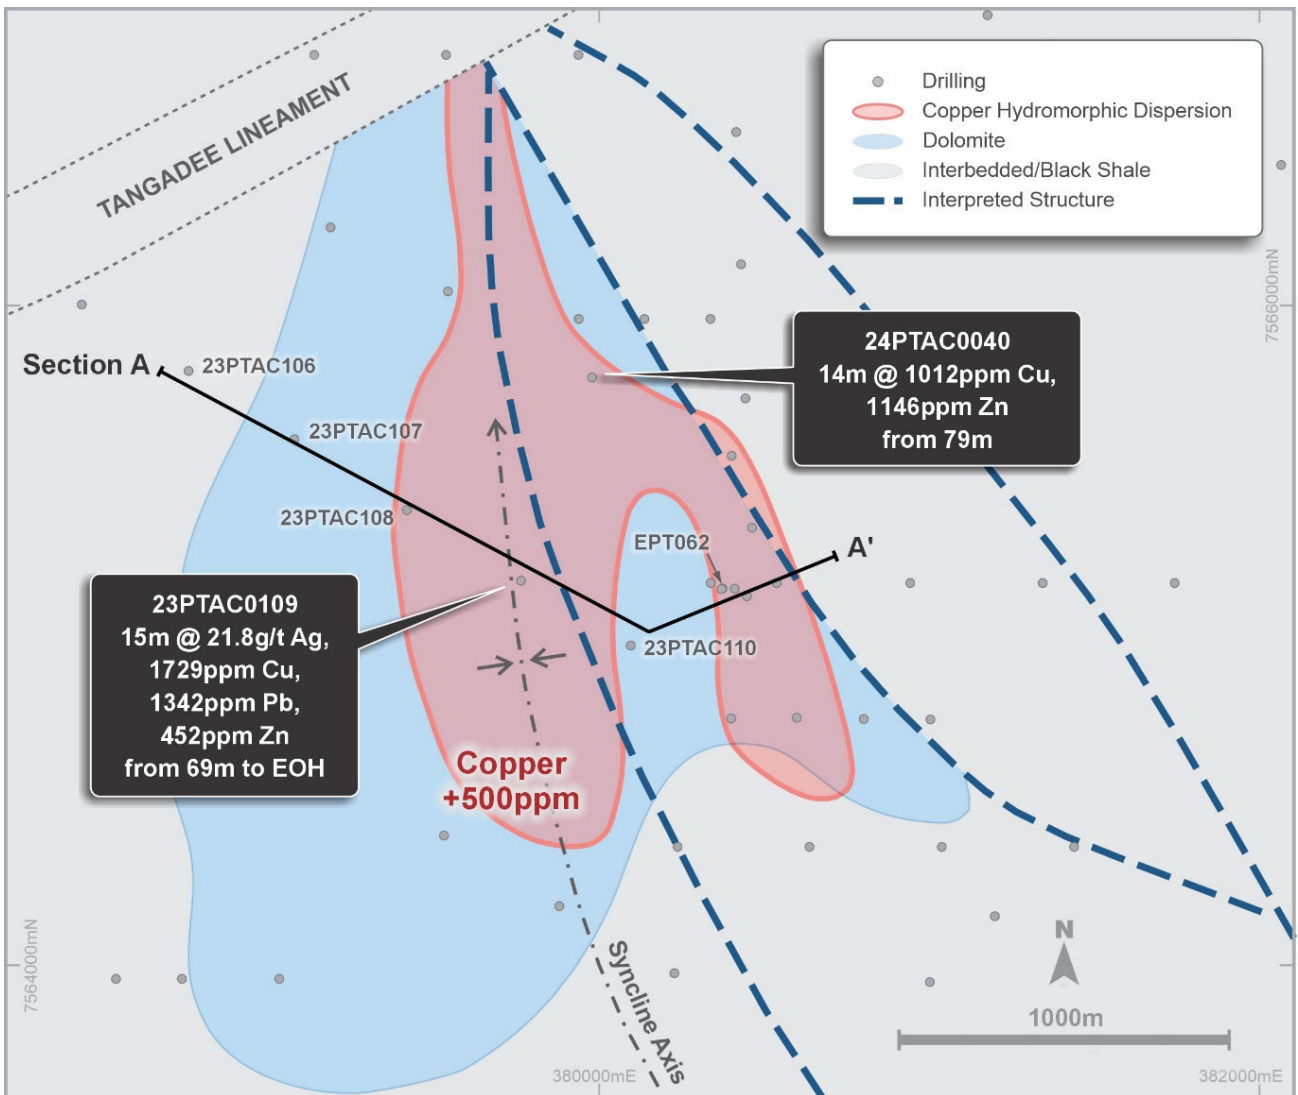 TANGADEE LINEAMENT
Drilling
Copper Hydromorphic Dispersion
Dolomite
Interbedded/Black Shale
Interpreted Structure
7566000mN
Section A
23PTAC106
24PTAC0040
14m @ 1012ppm Cu,
1146ppm Zn
from 79m
23PTAC107
23PTAC108
EPT062
A'
23PTAC0109
15m @ 21.8g/t Ag,
1729ppm Cu,
1342ppm Pb,
452ppm Zn
from 69m to EOH
23PTAC110
Copper
+500ppm
7564000mN
Syncline Axis
N
1000m
380000mE
382000mE